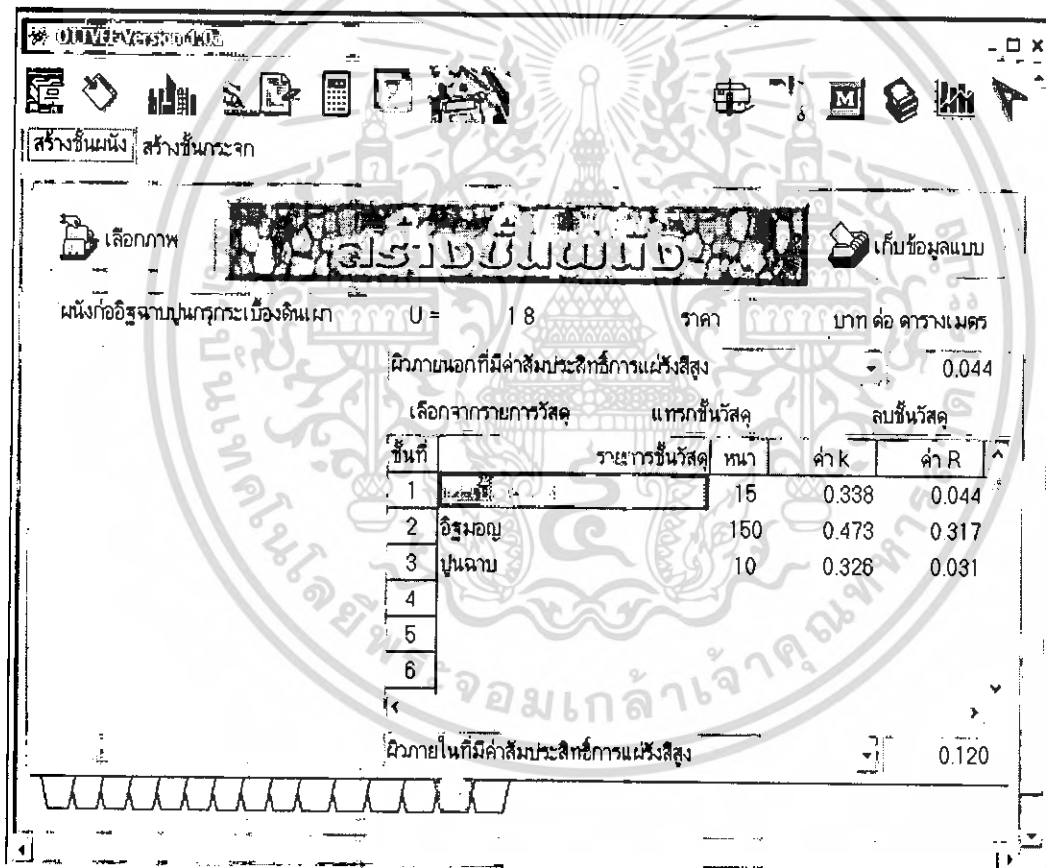 OTTVEE Version 1.0a
สร้างชั้นผนัง สร้างชั้นกระจก
เลือกภาพ
สร้างชั้นผนัง
เก็บข้อมูลแบบ
ผนังก่ออิฐฉาบปูนกรุกระเบื้องดินเผา U = 1 8 ราคา บาท ต่อ ตารางเมตร
ผิวภายนอกที่มีค่าสัมประสิทธิ์การแผ่รังสีสูง 0.044
เลือกจากรายการวัสดุ แทรกชั้นวัสดุ ลบชั้นวัสดุ
ชั้นที่ รายการชั้นวัสดุ หนา ค่า k ค่า R
1 15 0.338 0.044
2 อิฐมอญ 150 0.473 0.317
3 ปูนฉาบ 10 0.326 0.031
4
5
6
ผิวภายในที่มีค่าสัมประสิทธิ์การแผ่รังสีสูง 0.120